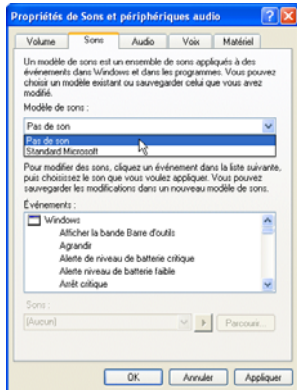 Propriétés de Sons et périphériques audio
Volume Sons Audio Voix Matériel
Un modèle de sons est un ensemble de sons appliqués à des
événements dans Windows et dans les programmes. Vous pouvez
choisir un modèle existant ou sauvegarder celui que vous avez
modifié.
Modèle de sons :
Pas de son
Pas de son
Standard Microsoft
Pour modifier des sons, cliquez un événement dans la liste suivante,
puis choisissez le son que vous voulez appliquer. Vous pouvez
sauvegarder les modifications dans un nouveau modèle de sons.
Événements :
Windows
Afficher la bande Barre d'outils
Agrandir
Alerte de niveau de batterie critique
Alerte niveau de batterie faible
Arrêt critique
Sons :
(Aucun) Parcourir...
OK Annuler Appliquer